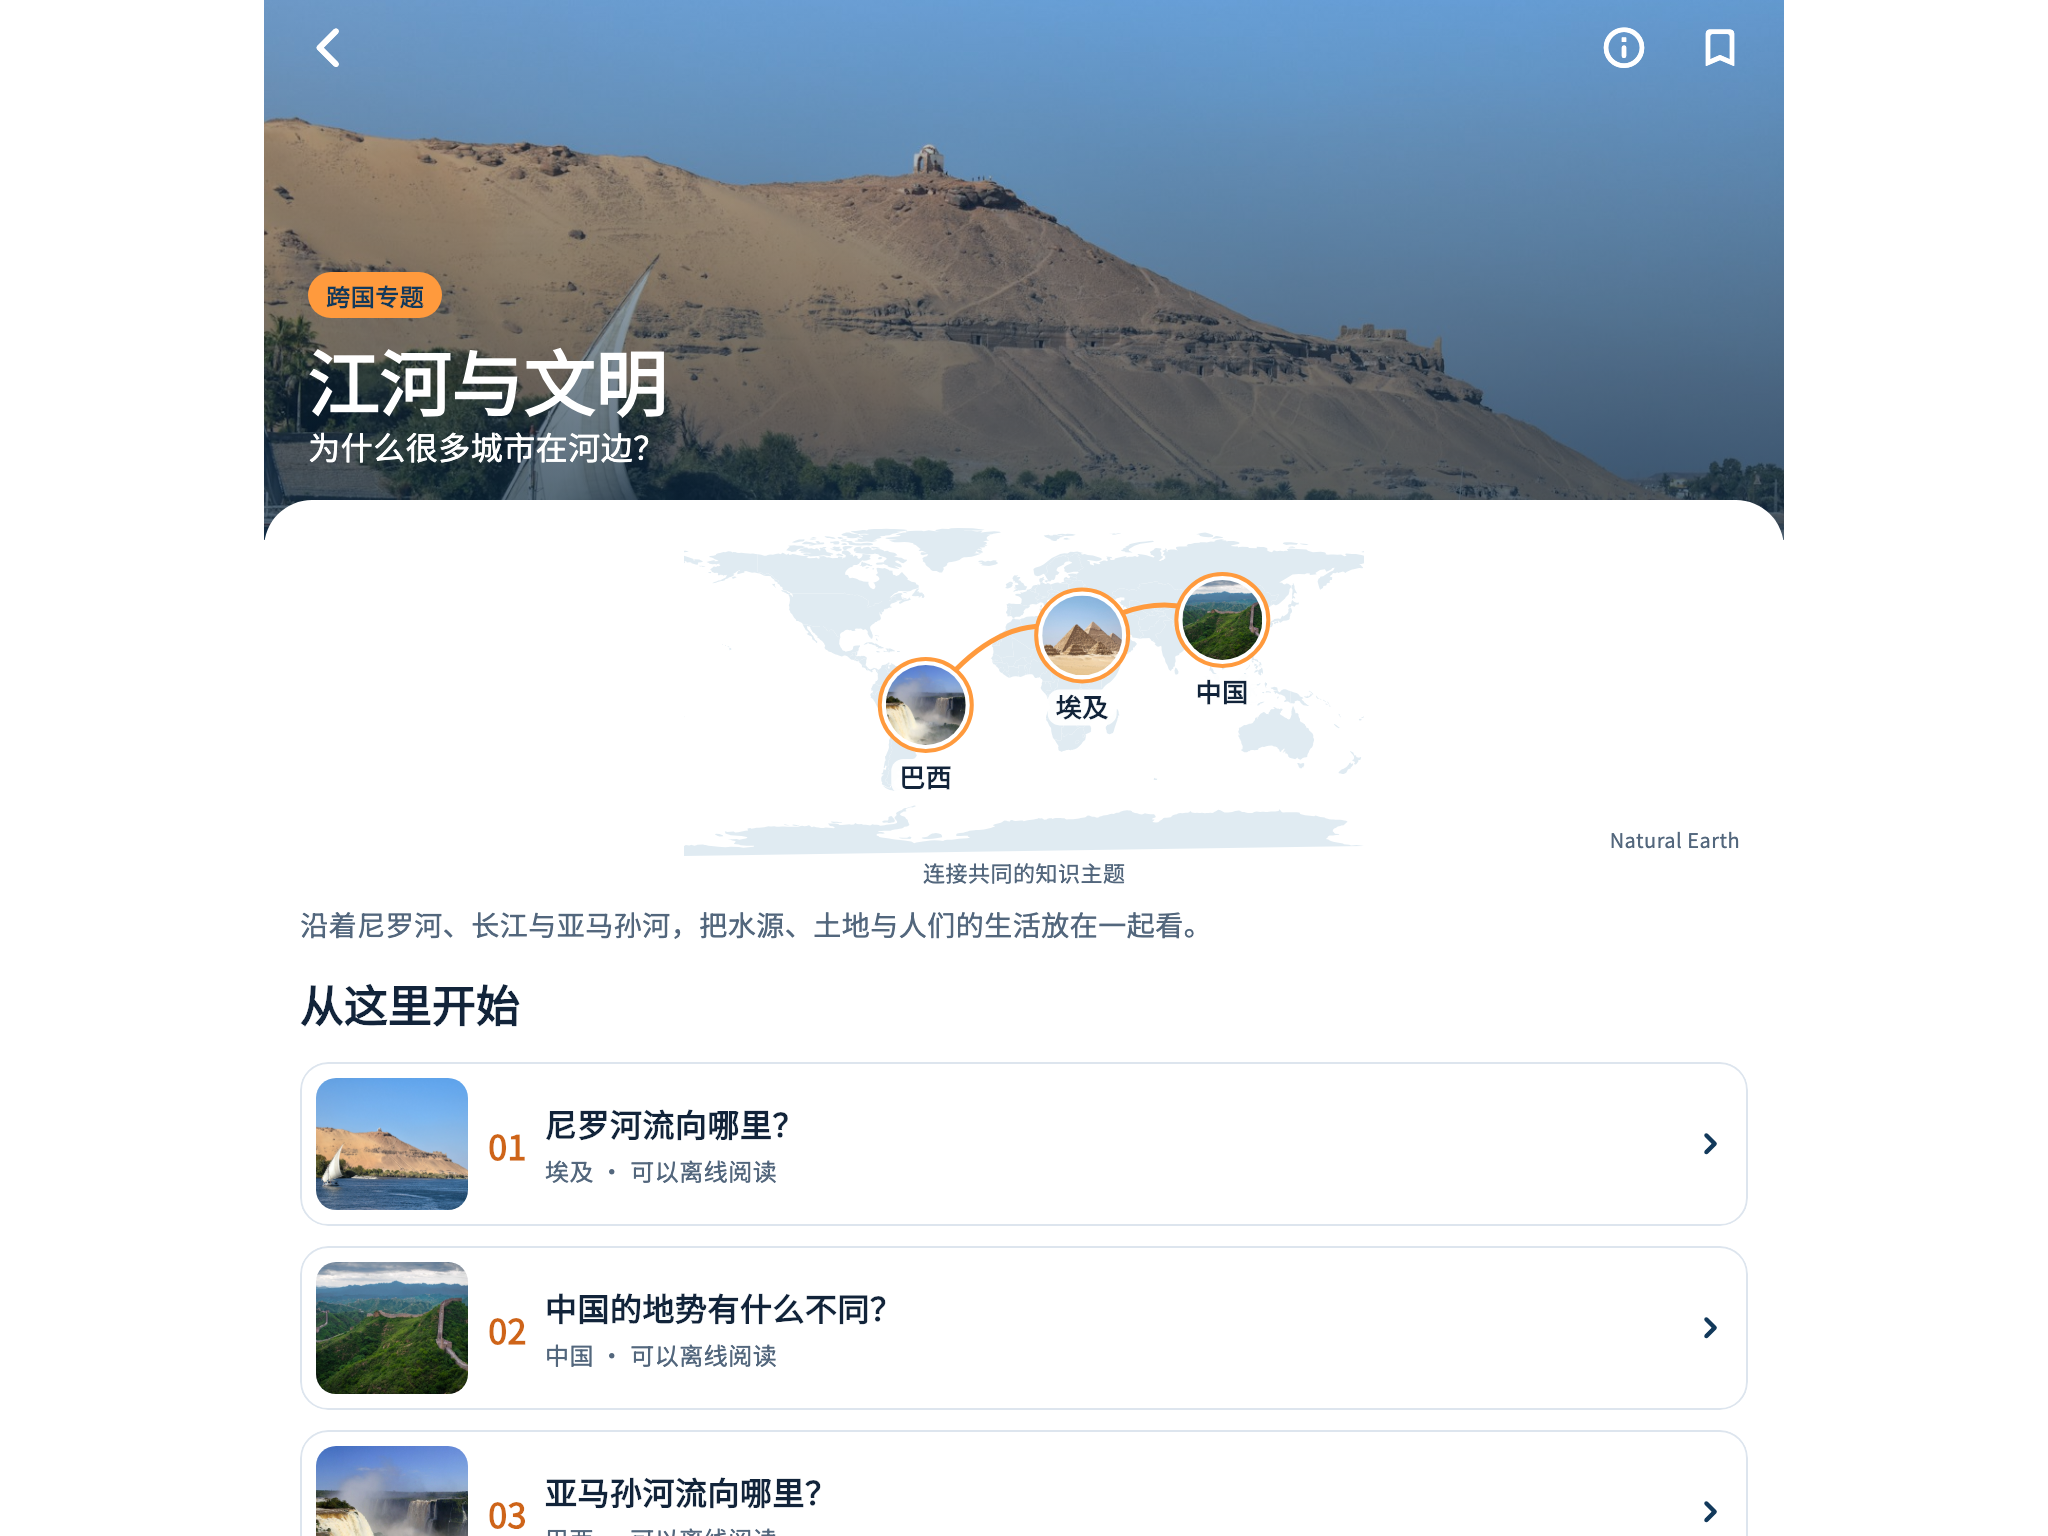 跨国专题
江河与文明
为什么很多城市在河边？
中国
埃及
巴西
Natural Earth
连接共同的知识主题
沿着尼罗河、长江与亚马孙河，把水源、土地与人们的生活放在一起看。
从这里开始
01
尼罗河流向哪里？
埃及 · 可以离线阅读
02
中国的地势有什么不同？
中国 · 可以离线阅读
03
亚马孙河流向哪里？